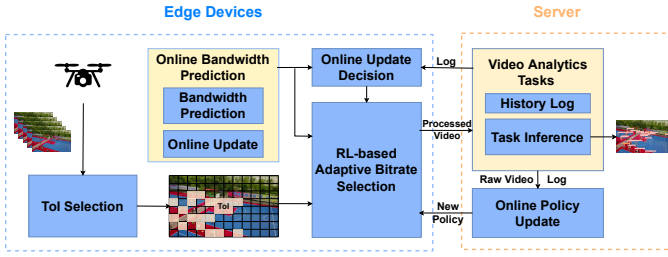 Edge Devices
Server
Online Bandwidth
Prediction
Bandwidth
Prediction
Online Update
Online Update
Decision
Log
Video Analytics
Tasks
History Log
Task Inference
RL-based
Adaptive Bitrate
Selection
Processed
Video
ToI Selection
ToI
Raw Video
Log
New
Policy
Online Policy
Update